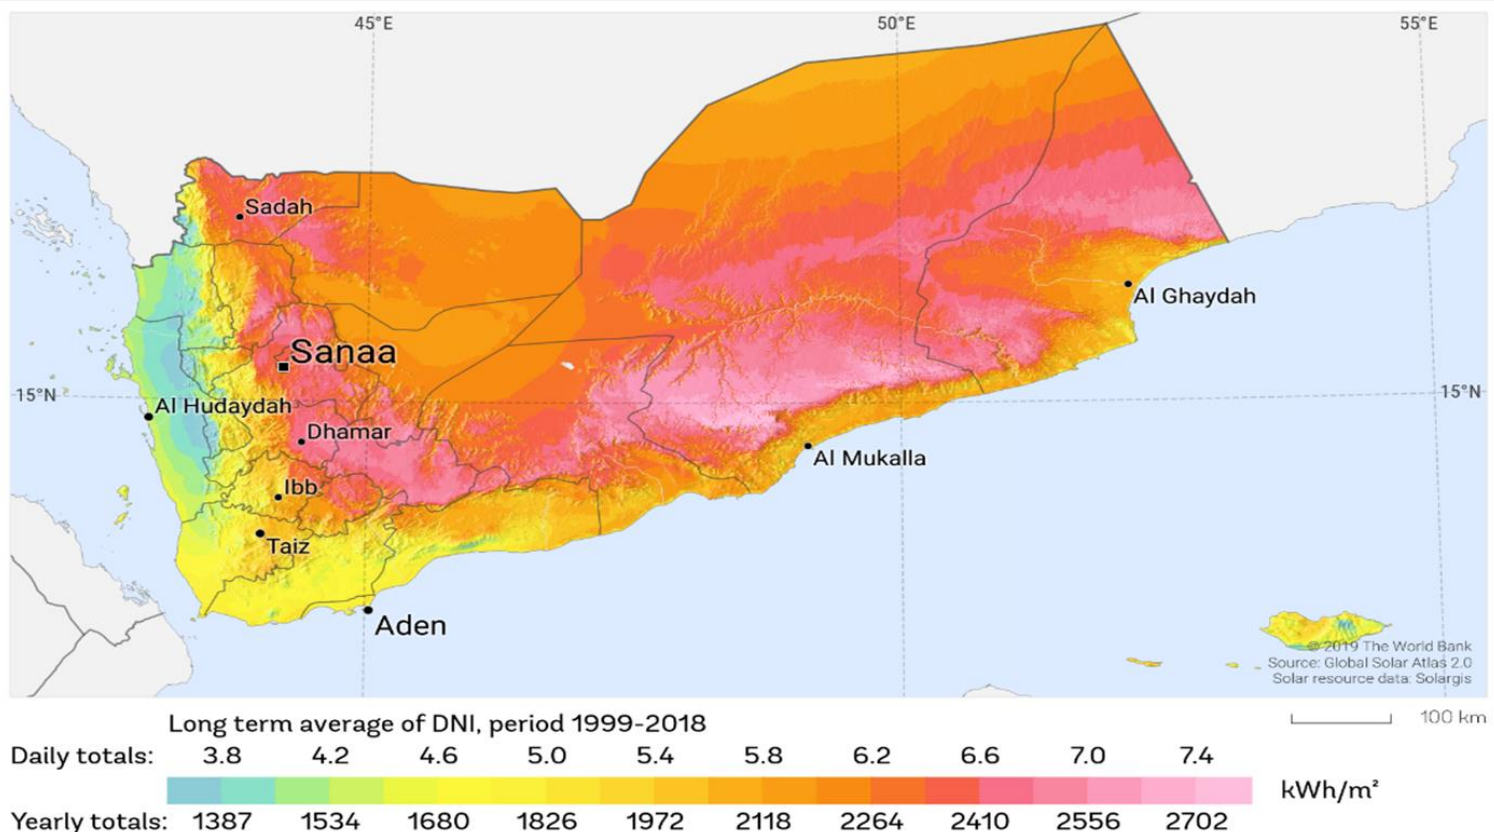 45°E
50°E
55°E
Sadah
Al Ghaydah
Sanaa
15°N
15°N
Al Hudaydah
Dhamar
Al Mukalla
Ibb
Taiz
Aden
© 2019 The World Bank
Source: Global Solar Atlas 2.0
Solar resource data: Solargis
100 km
Long term average of DNI, period 1999-2018
Daily totals: 3.8 4.2 4.6 5.0 5.4 5.8 6.2 6.6 7.0 7.4
kWh/m²
Yearly totals: 1387 1534 1680 1826 1972 2118 2264 2410 2556 2702